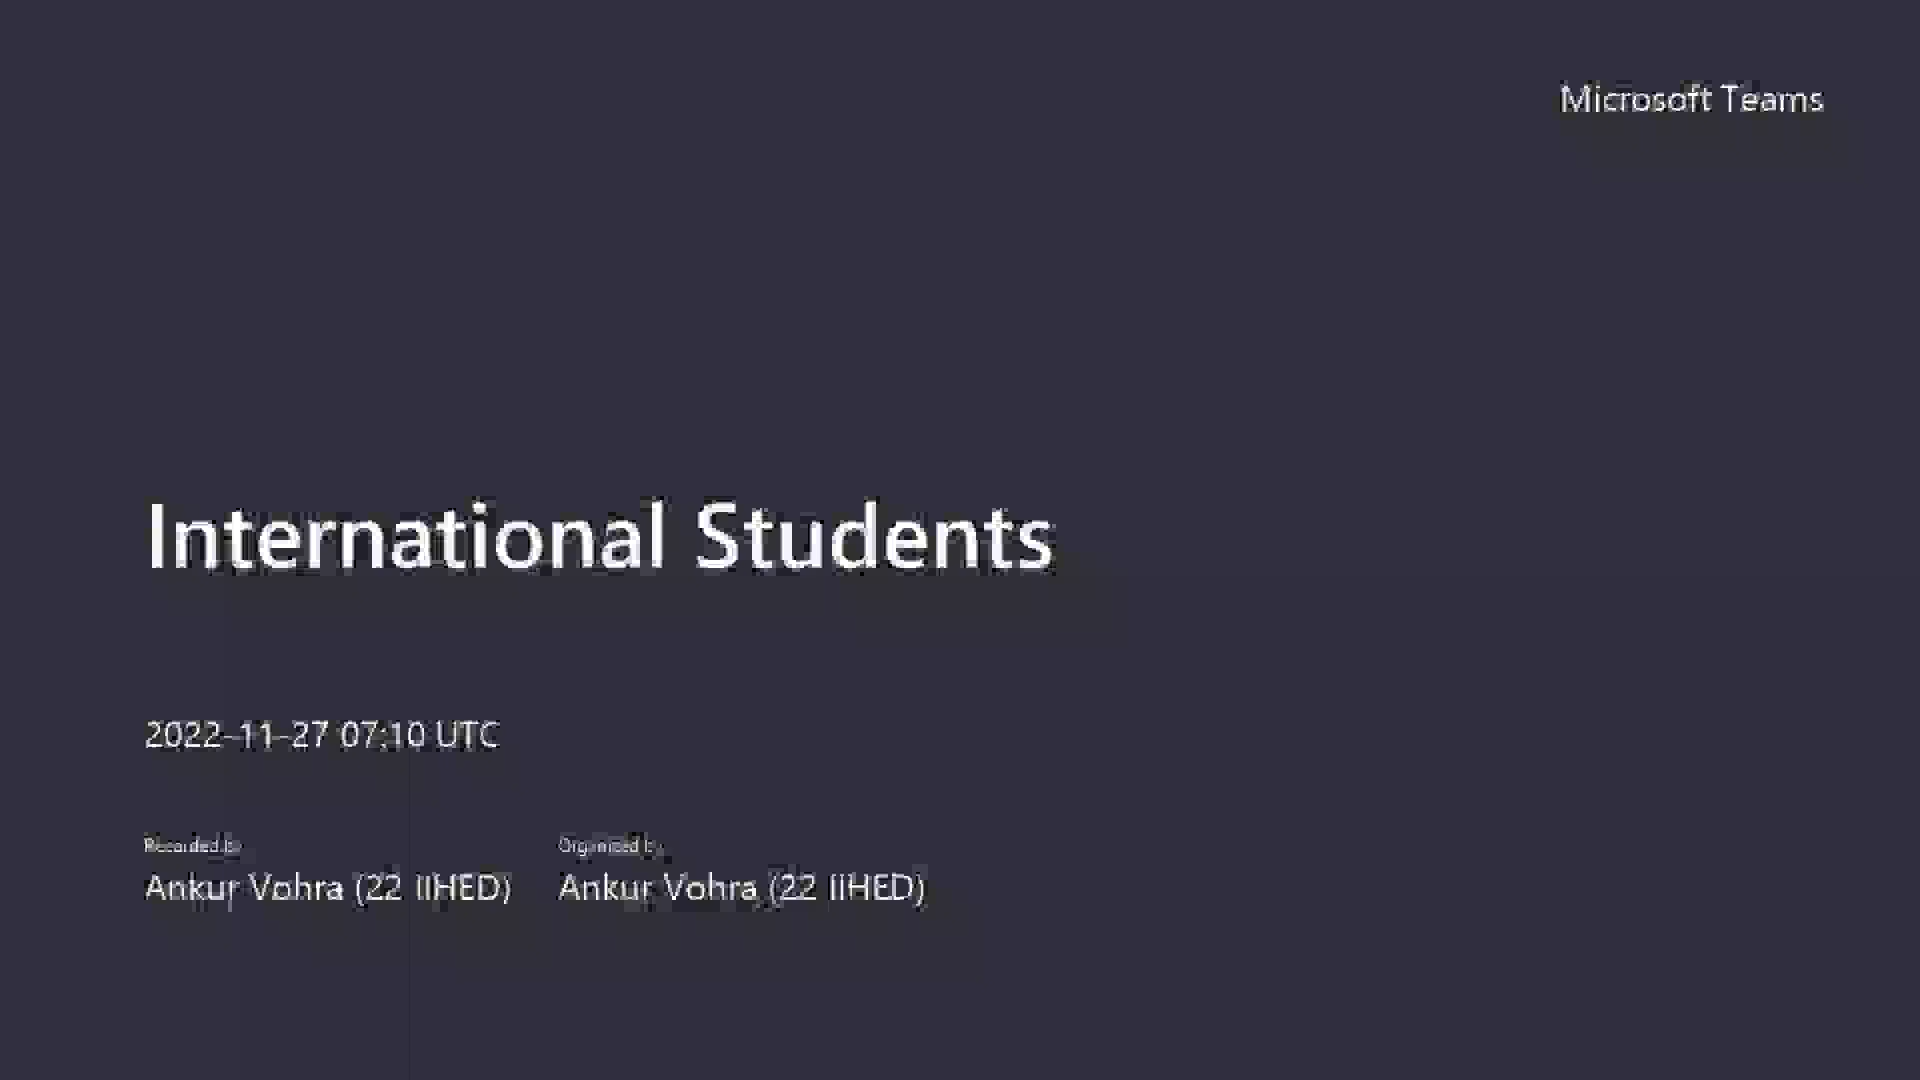 Microsoft Teams
International Students
2022-11-27 07:10 UTC
Recorded by Organized by
Ankur Vohra (22 IIHED) Ankur Vohra (22 IIHED)